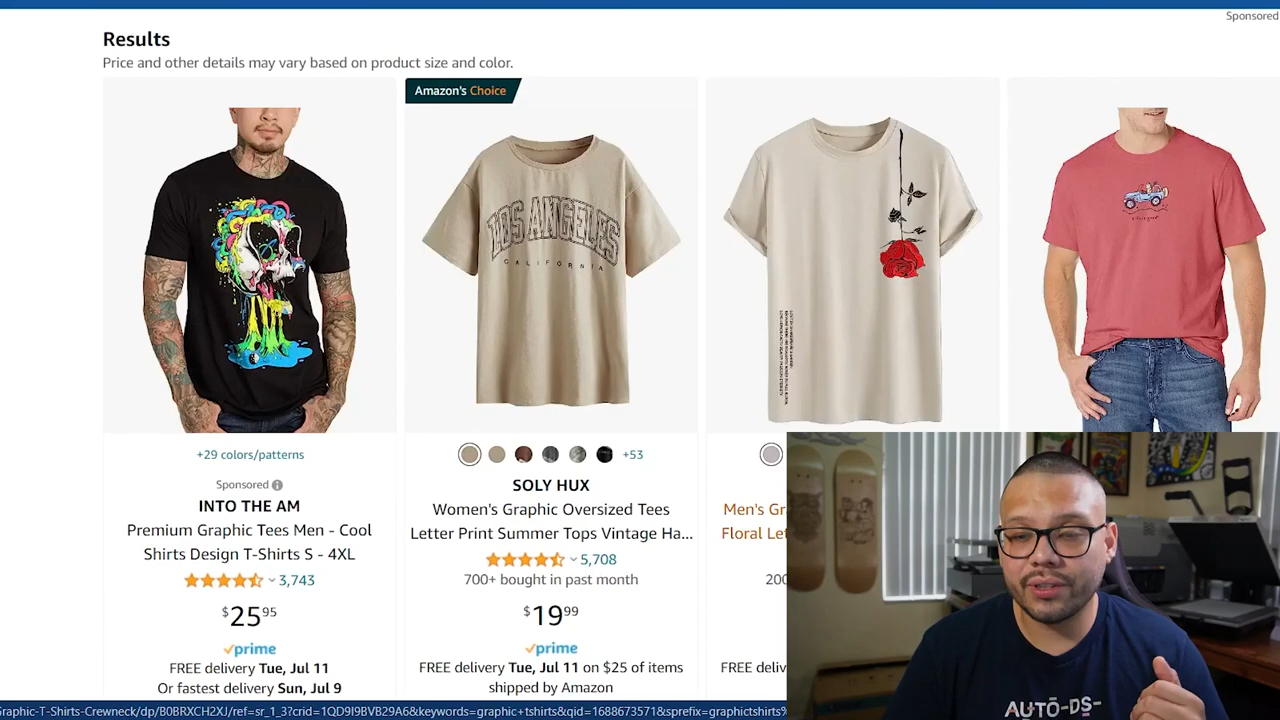 Sponsored
Results
Price and other details may vary based on product size and color.
Amazon's Choice
LOS ANGELES
CALIFORNIA
+29 colors/patterns
+53
Sponsored
INTO THE AM
Premium Graphic Tees Men - Cool
Shirts Design T-Shirts S - 4XL
3,743
$25 95
prime
FREE delivery Tue, Jul 11
Or fastest delivery Sun, Jul 9
SOLY HUX
Women's Graphic Oversized Tees
Letter Print Summer Tops Vintage Ha...
5,708
700+ bought in past month
$19 99
prime
FREE delivery Tue, Jul 11 on $25 of items
shipped by Amazon
Men's Gr
Floral Let
200
FREE deliv
AUTO-DS-
Graphic-T-Shirts-Crewneck/dp/B0BRXCH2XJ/ref=sr_1_3?crid=1QD9I9BVB29A6&keywords=graphic+tshirts&qid=1688673571&sprefix=graphictshirts%